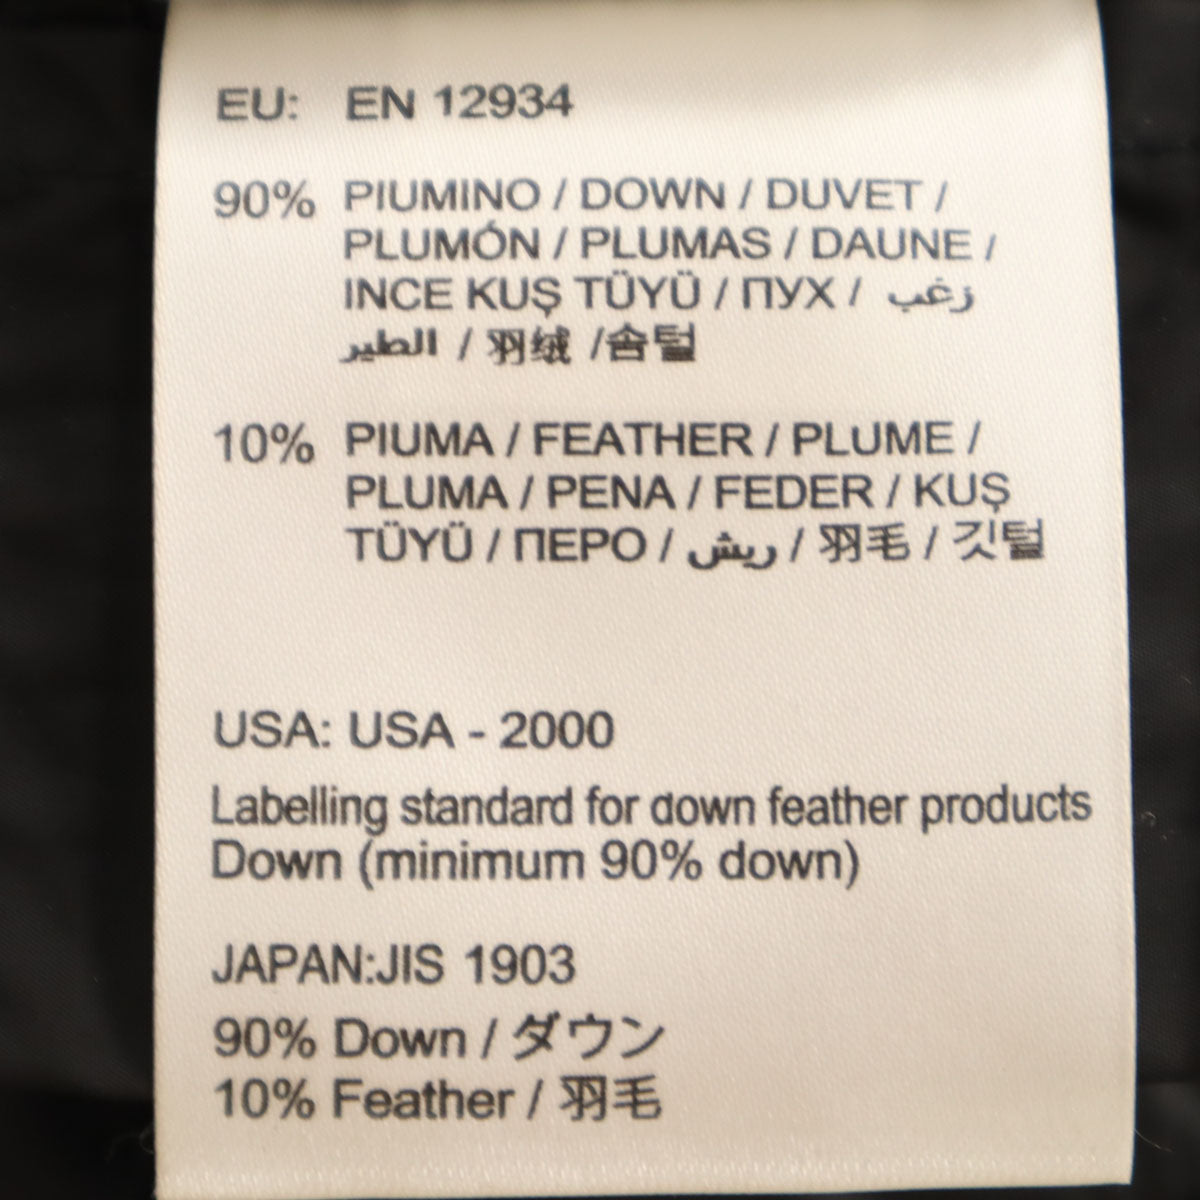 EU: EN 12934
90% PIUMINO / DOWN / DUVET /
PLUMÓN / PLUMAS / DAUNE /
INCE KUŞ TÜYÜ / ПУХ / زغب
الطير / 羽绒 /솜털
10% PIUMA / FEATHER / PLUME /
PLUMA / PENA / FEDER / KUŞ
TÜYÜ / ПЕРО / ريش / 羽毛 / 깃털
USA: USA - 2000
Labelling standard for down feather products
Down (minimum 90% down)
JAPAN:JIS 1903
90% Down / ダウン
10% Feather / 羽毛